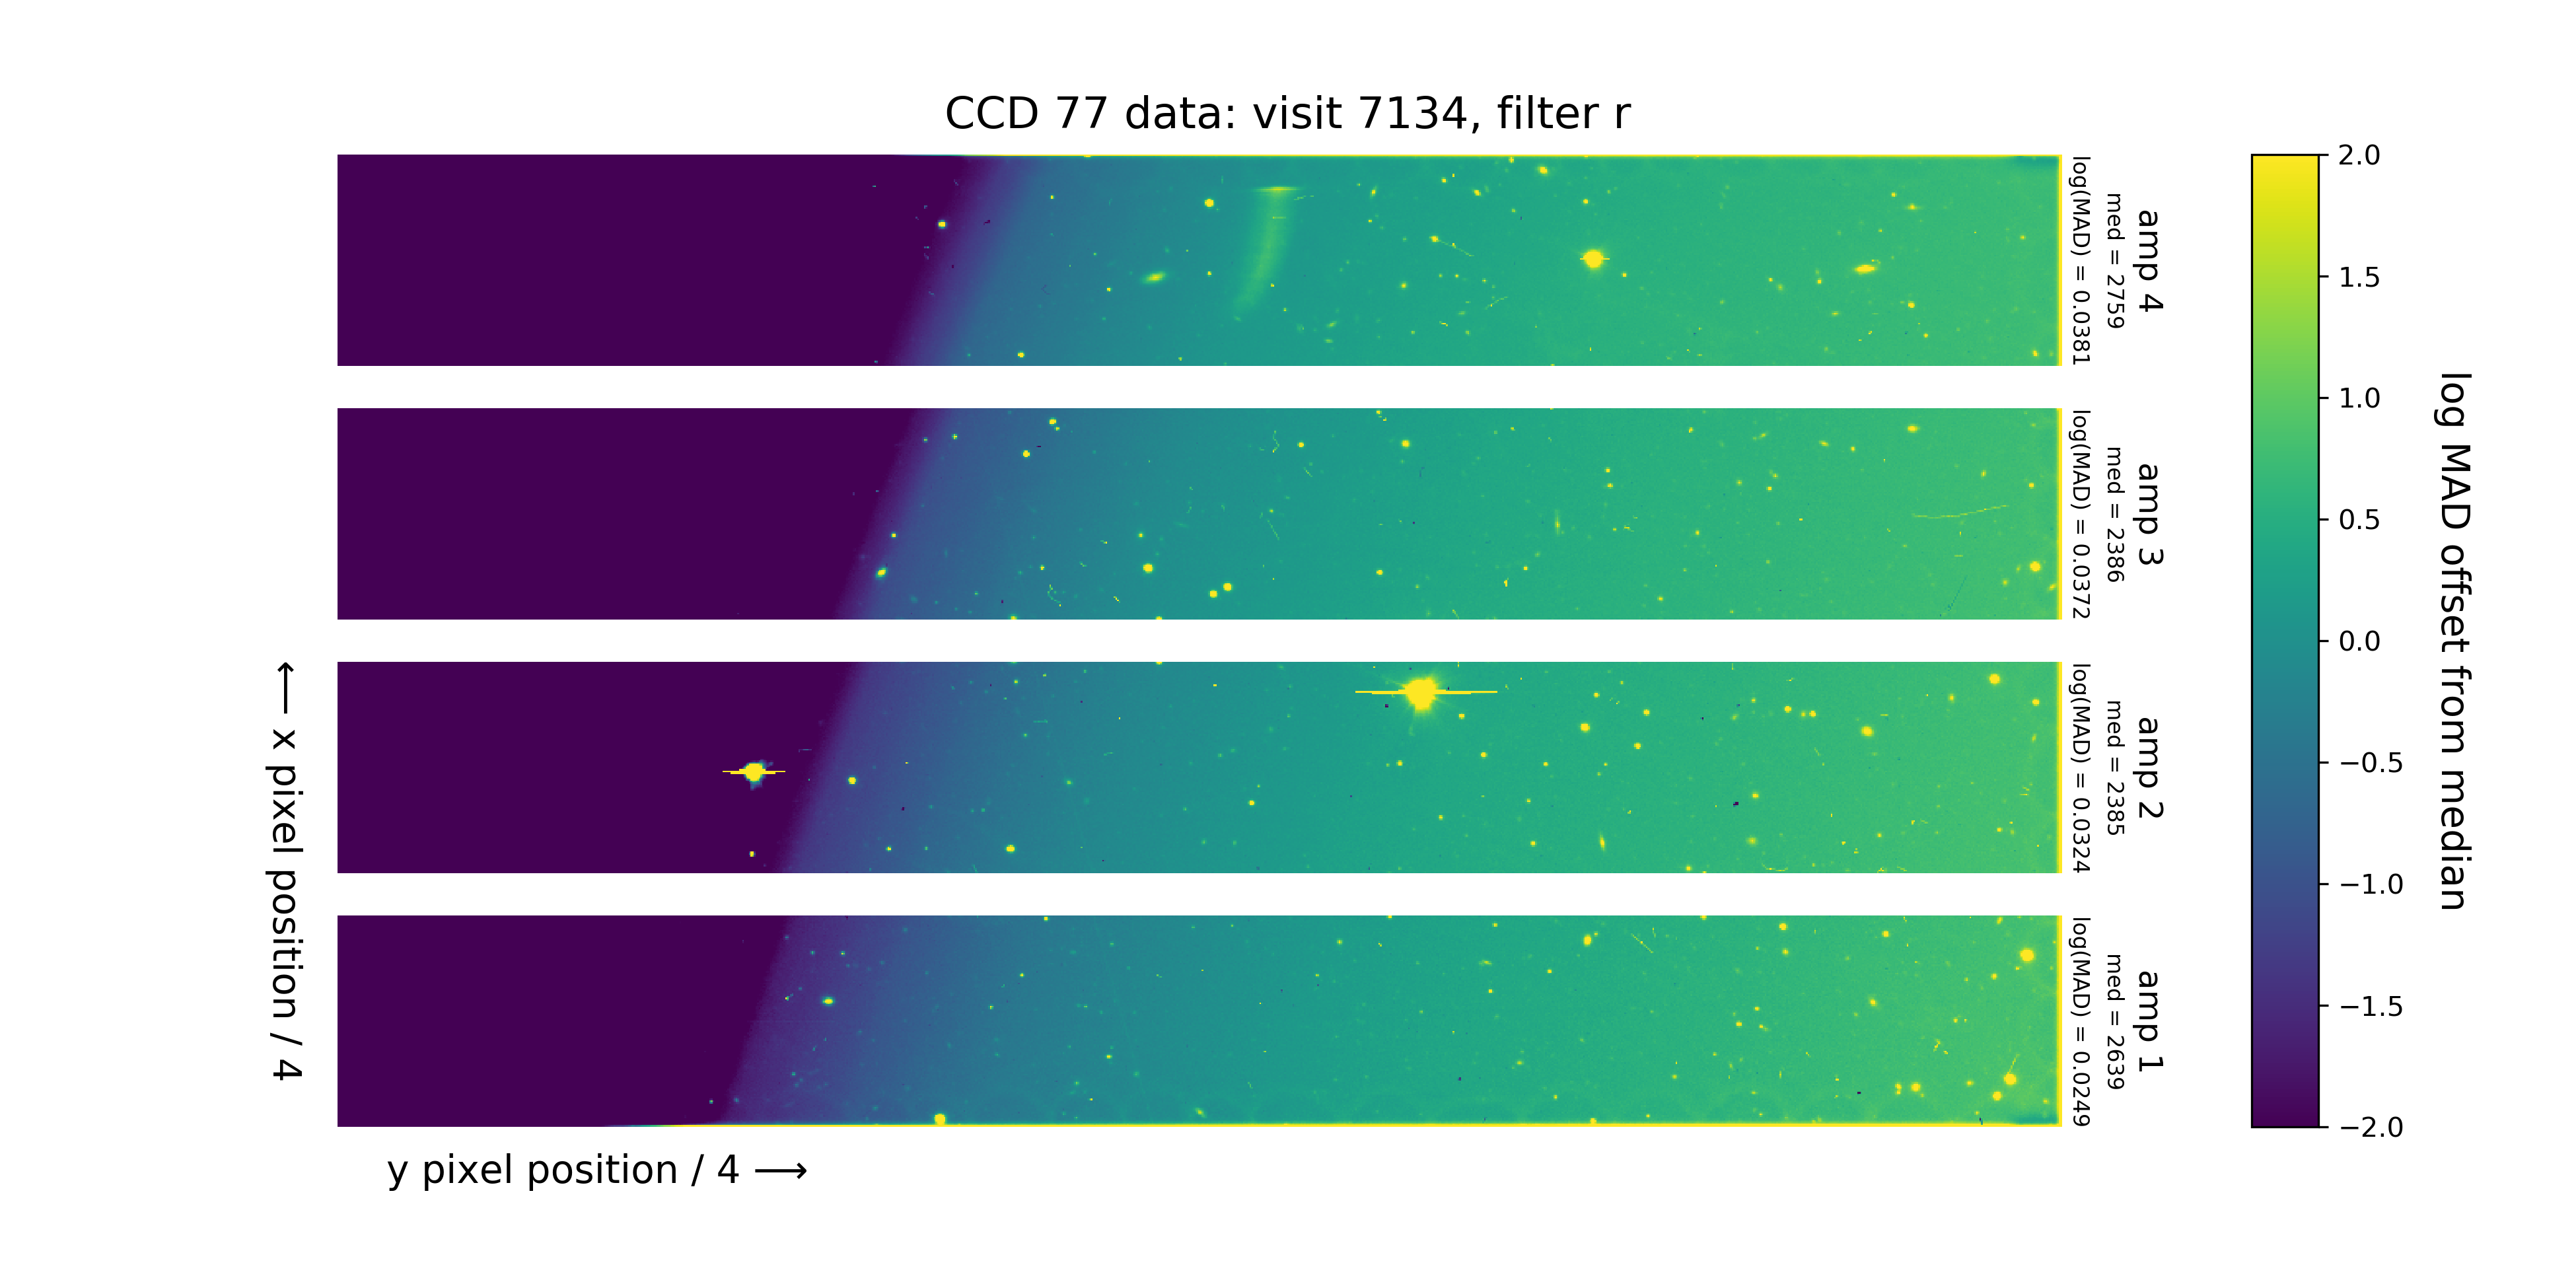 CCD 77 data: visit 7134, filter r
amp 4
med = 2759
log(MAD) = 0.0381
amp 3
med = 2386
log(MAD) = 0.0372
amp 2
med = 2385
log(MAD) = 0.0324
amp 1
med = 2639
log(MAD) = 0.0249
⟵ x pixel position / 4
y pixel position / 4 ⟶
2.0
1.5
1.0
0.5
0.0
−0.5
−1.0
−1.5
−2.0
log MAD offset from median